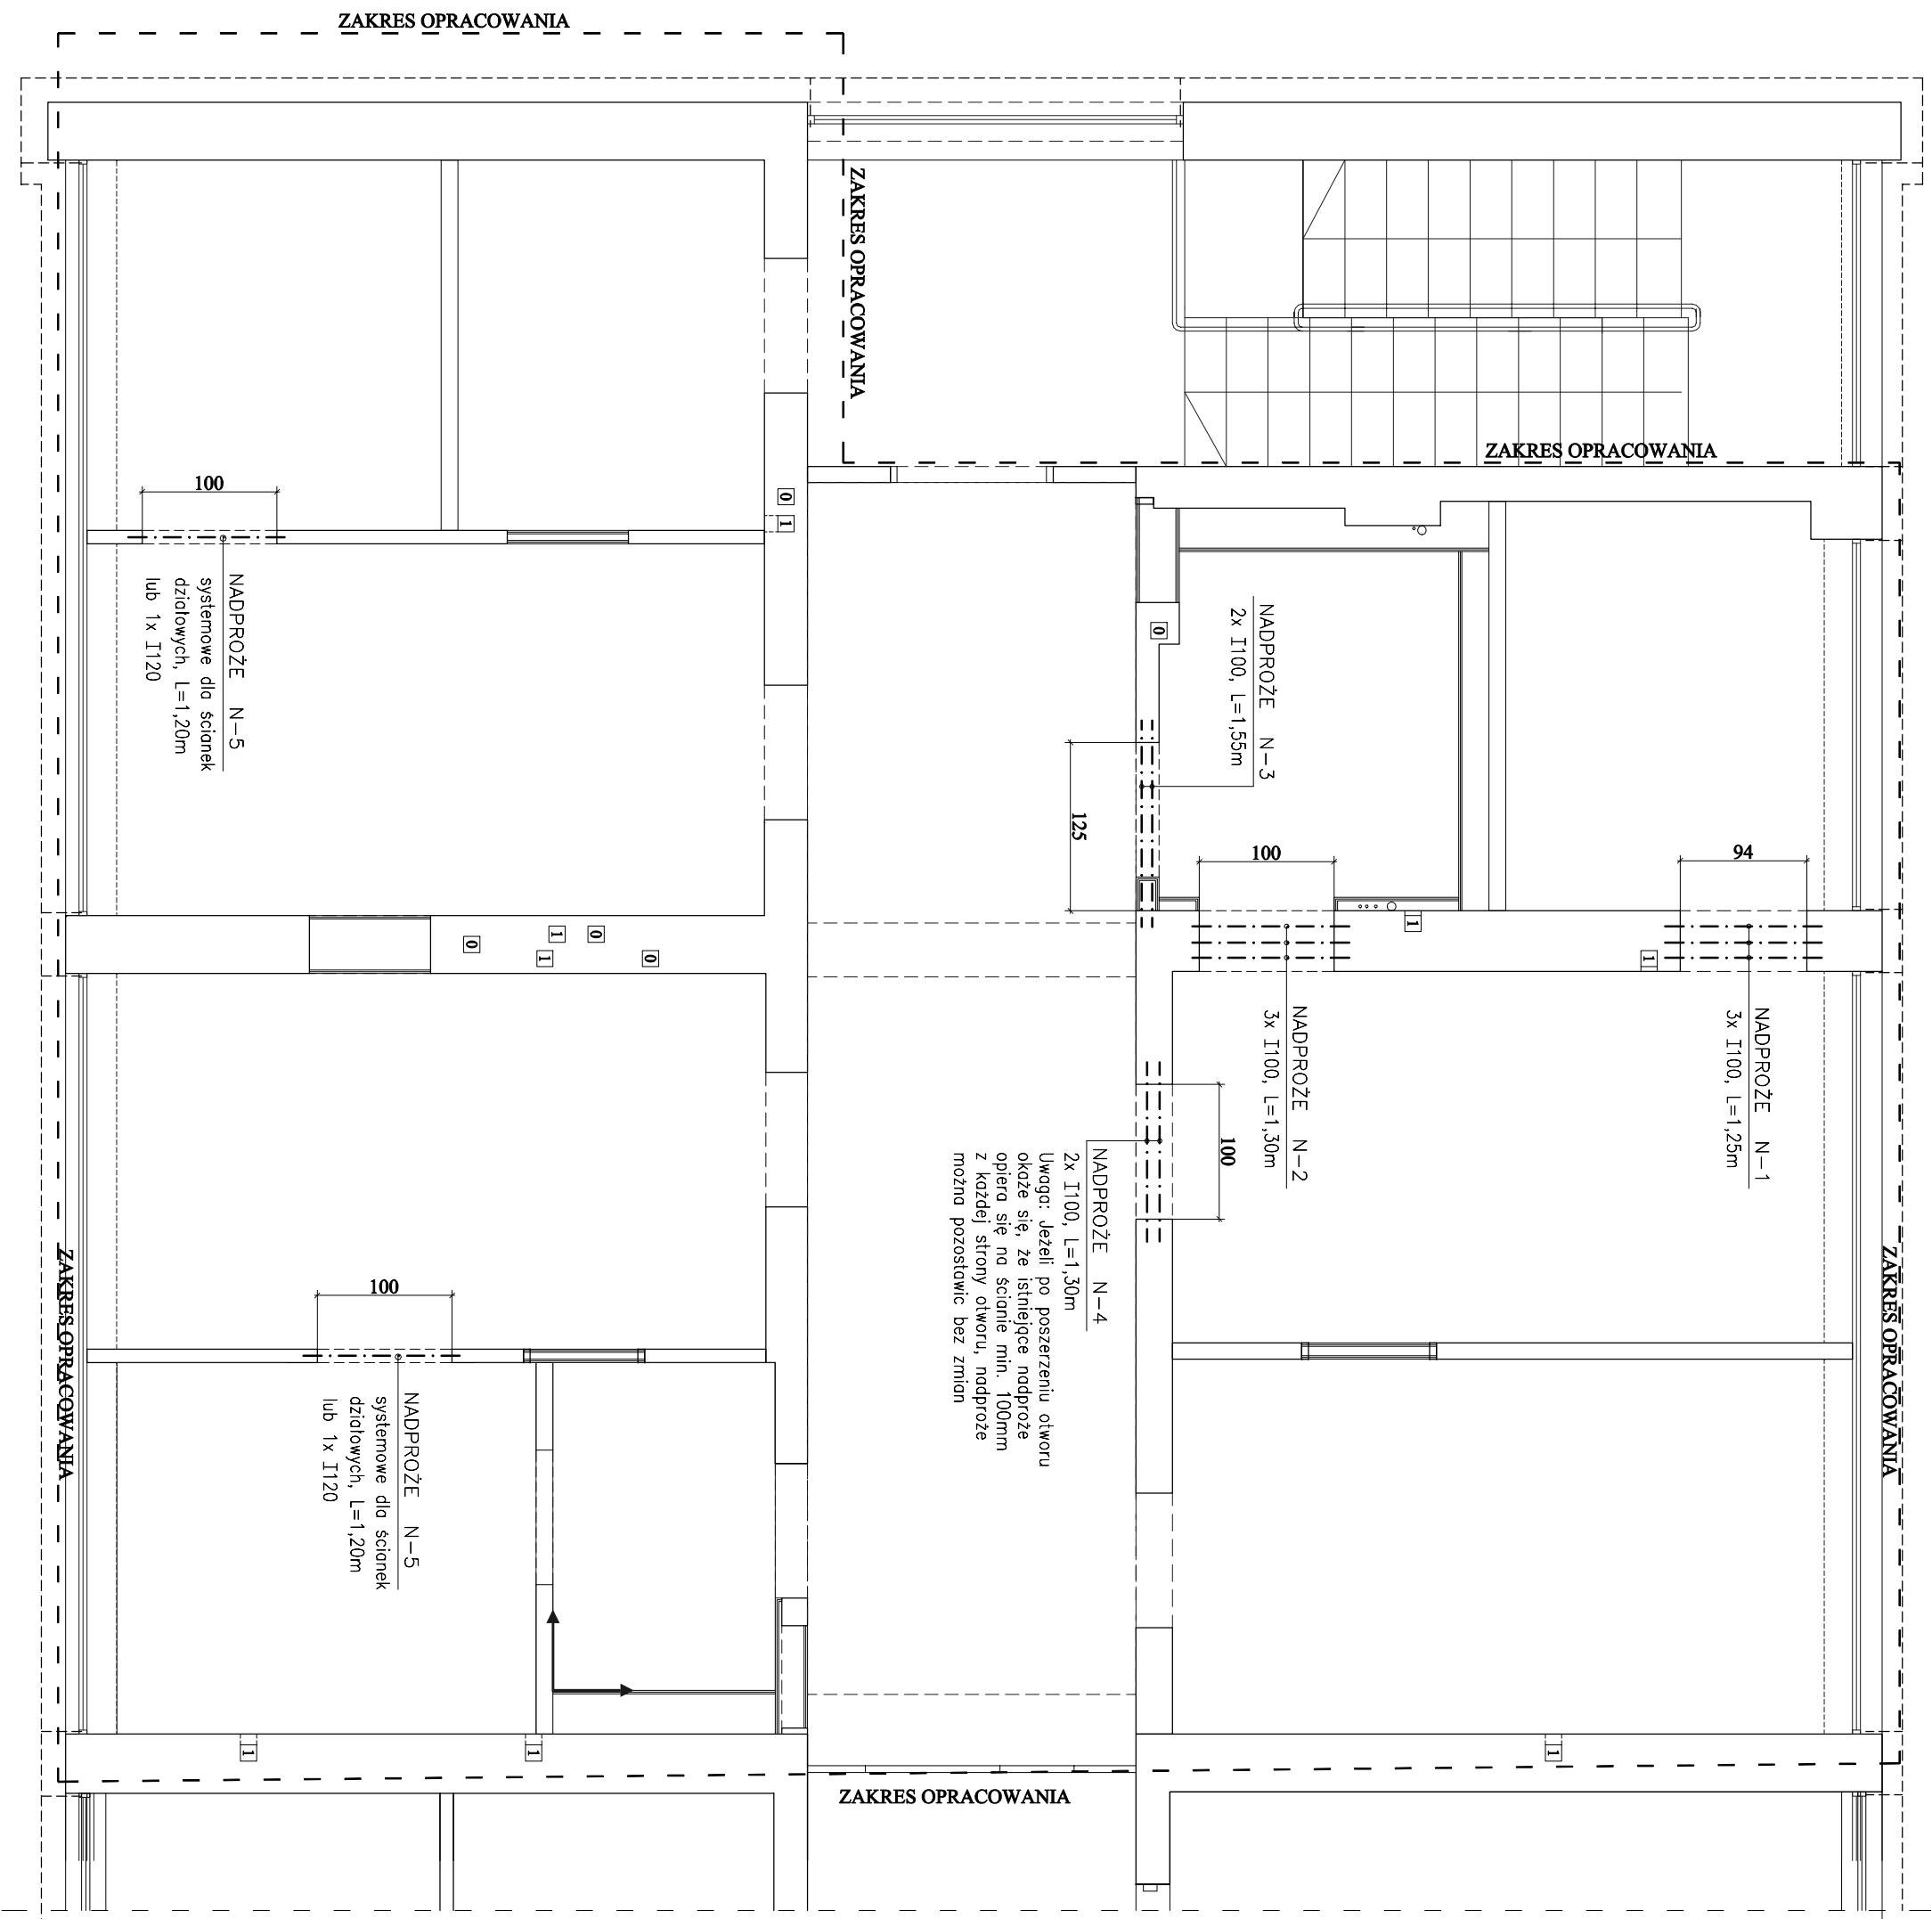 ZAKRES OPRACOWANIA
ZAKRES OPRACOWANIA
ZAKRES OPRACOWANIA
100
0
1
NADPROŻE N-5
systemowe dla ścianek
działowych, L=1,20m
lub 1x I120
0
NADPROŻE N-3
2x I100, L=1,55m
125
100
94
1
1
0
1
1
0
0
NADPROŻE N-1
3x I100, L=1,25m
NADPROŻE N-2
3x I100, L=1,30m
100
NADPROŻE N-4
2x I100, L=1,30m
Uwaga: Jeżeli po poszerzeniu otworu
okaże się, że istniejące nadproże
opiera się na ścianie min. 100mm
z każdej strony otworu, nadproże
można pozostawic bez zmian
ZAKRES OPRACOWANIA
ZAKRES OPRACOWANIA
100
NADPROŻE N-5
systemowe dla ścianek
działowych, L=1,20m
lub 1x I120
1
1
1
ZAKRES OPRACOWANIA